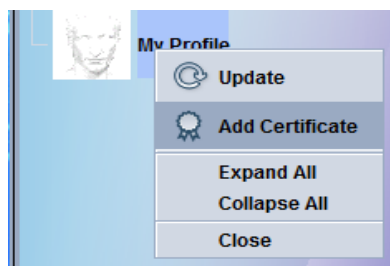 My Profile
Update
Add Certificate
Expand All
Collapse All
Close